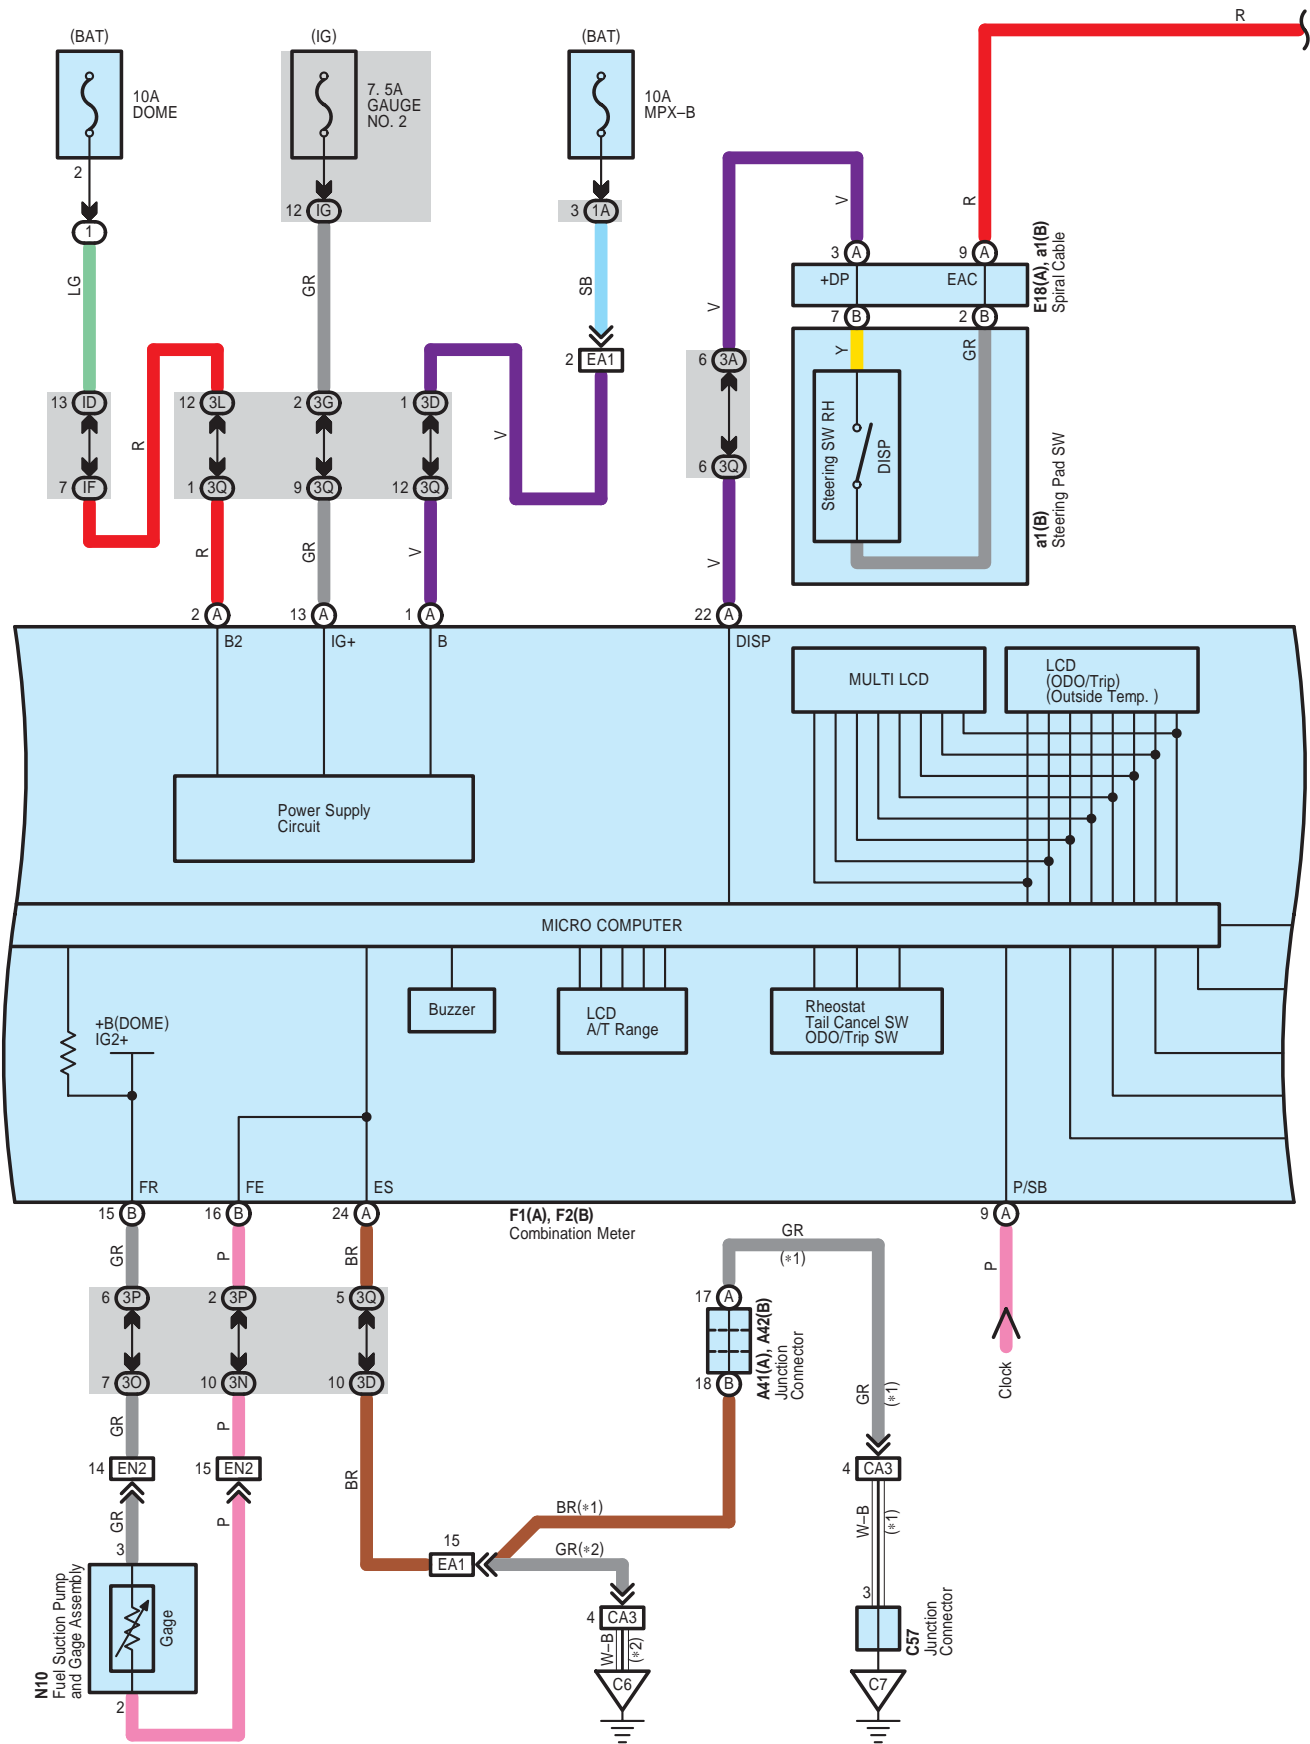 R
(BAT)
(IG)
(BAT)
10A
DOME
7. 5A
GAUGE
NO. 2
10A
MPX–B
2
1
12 IG
3 1A
LG
GR
SB
V
V
R
3 A
9 A
+DP
EAC
E18(A), a1(B)
Spiral Cable
7 B
2 B
2 EA1
6 3A
Y
GR
Steering SW RH
DISP
a1(B)
Steering Pad SW
13 ID
12 3L
2 3G
1 3D
R
V
7 IF
1 3Q
9 3Q
12 3Q
6 3Q
R
GR
V
V
2 A
13 A
1 A
22 A
B2
IG+
B
DISP
MULTI LCD
LCD
(ODO/Trip)
(Outside Temp. )
Power Supply
Circuit
MICRO COMPUTER
+B(DOME)
IG2+
Buzzer
LCD
A/T Range
Rheostat
Tail Cancel SW
ODO/Trip SW
FR
FE
ES
P/SB
15 B
16 B
24 A
F1(A), F2(B)
Combination Meter
9 A
GR
P
BR
GR
(*1)
P
6 3P
2 3P
5 3Q
17 A
A41(A), A42(B)
Junction
Connector
Clock
7 3O
10 3N
10 3D
18 B
GR
P
BR
GR
(*1)
14 EN2
15 EN2
4 CA3
GR
P
BR(*1)
W–B
(*1)
15
EA1
GR(*2)
3
N10
Fuel Suction Pump
and Gage Assembly
Gage
4 CA3
3
C57
Junction
Connector
W–B
(*2)
2
C6
C7